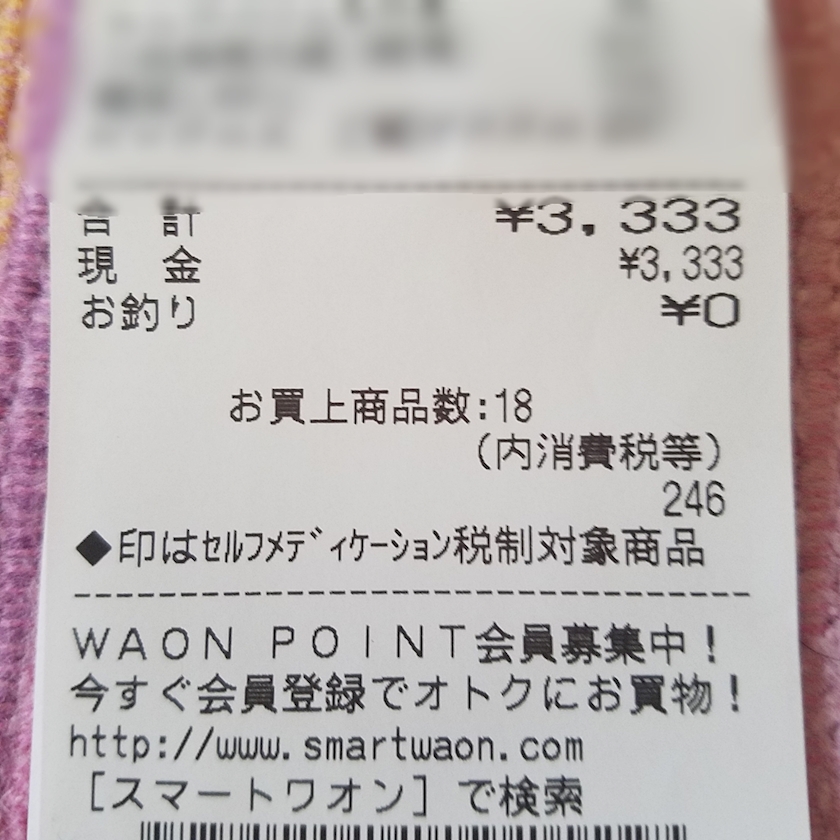 合 計 ¥3,333
現 金 ¥3,333
お釣り ¥0
お買上商品数:18
(内消費税等)
246
◆印はｾﾙﾌﾒﾃﾞｨｹｰｼｮﾝ税制対象商品
ＷＡＯＮ ＰＯＩＮＴ会員募集中！
今すぐ会員登録でオトクにお買物！
http://www.smartwaon.com
［スマートワオン］で検索